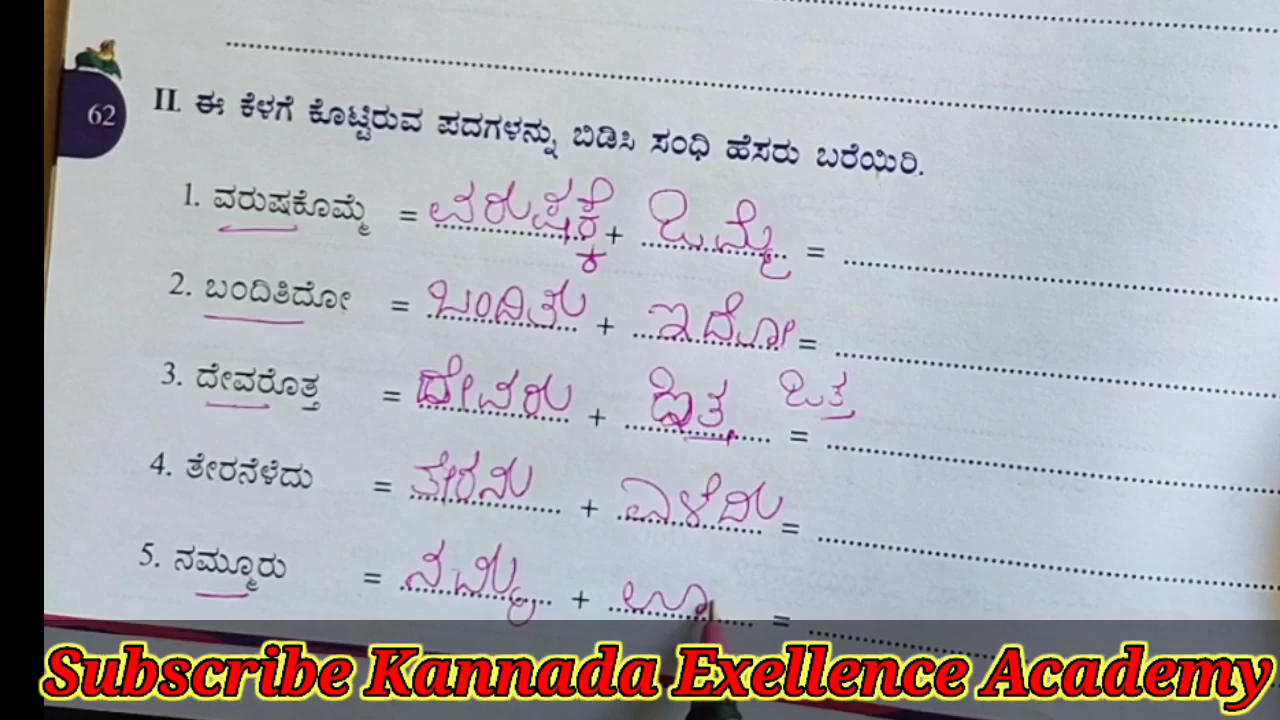 62
II. ಈ ಕೆಳಗೆ ಕೊಟ್ಟಿರುವ ಪದಗಳನ್ನು ಬಿಡಿಸಿ ಸಂಧಿ ಹೆಸರು ಬರೆಯಿರಿ.
1. ವರುಷಕೊಮ್ಮೆ = ವರುಷಕ್ಕೆ + ಒಮ್ಮೆ =
2. ಬಂದಿತಿದೋ = ಬಂದಿತು + ಇದೋ =
3. ದೇವರೊತ್ತ = ದೇವರು + ಒತ್ತ =
4. ತೇರನೆಳೆದು = ತೇರನು + ಎಳೆದು =
5. ನಮ್ಮೂರು = ನಮ್ಮ + ಊ =
Subscribe Kannada Exellence Academy